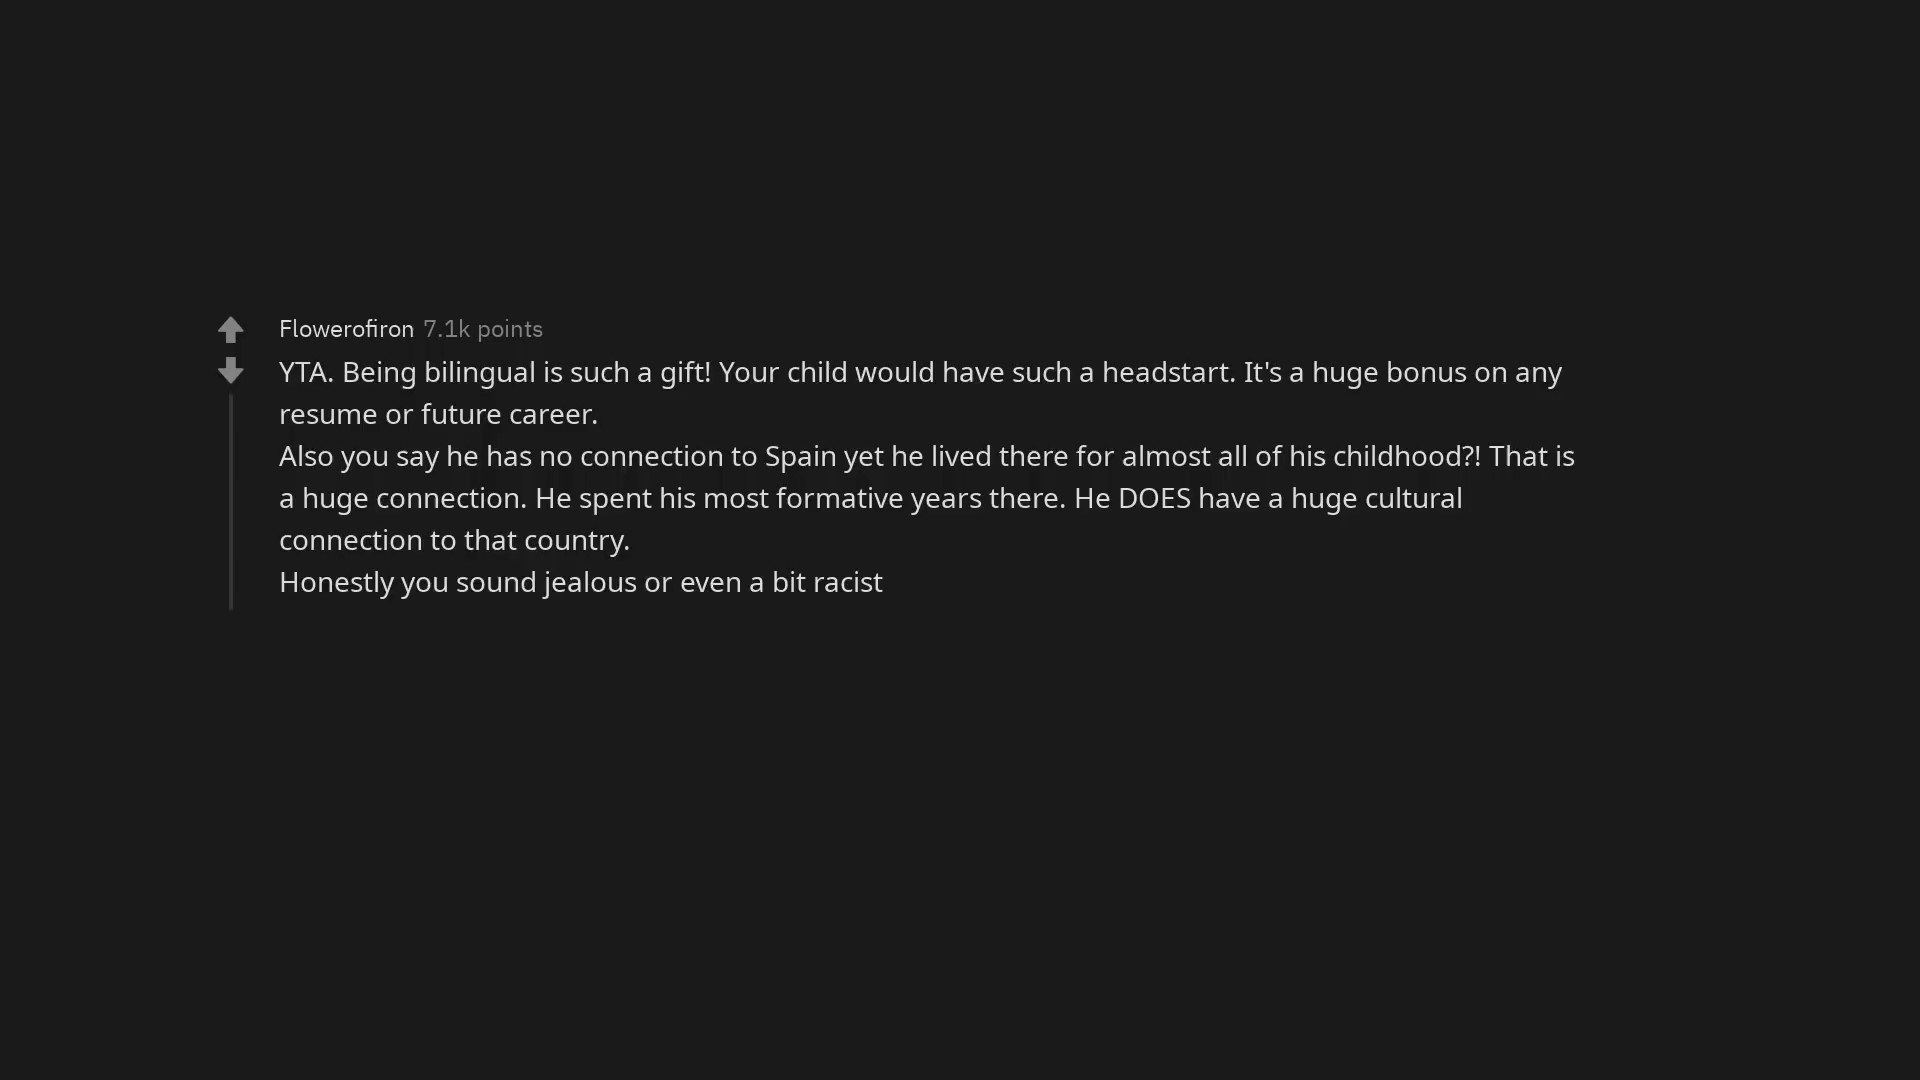 Flowerofiron 7.1k points
YTA. Being bilingual is such a gift! Your child would have such a headstart. It's a huge bonus on any
resume or future career.
Also you say he has no connection to Spain yet he lived there for almost all of his childhood?! That is
a huge connection. He spent his most formative years there. He DOES have a huge cultural
connection to that country.
Honestly you sound jealous or even a bit racist